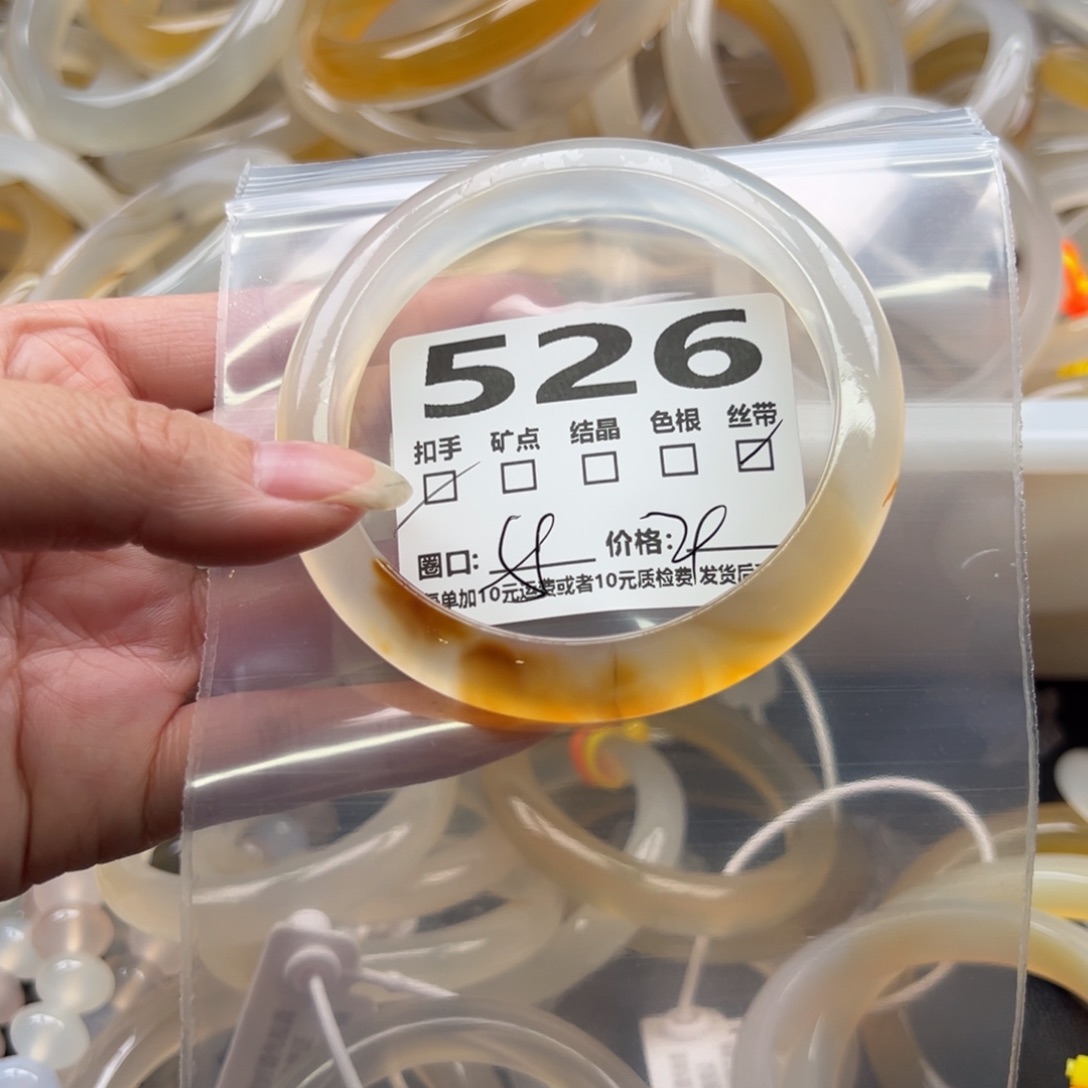 526
扣手 矿点 结晶 色根 丝带
圈口: 58 价格:
单加10元运费或者10元质检费 发货后